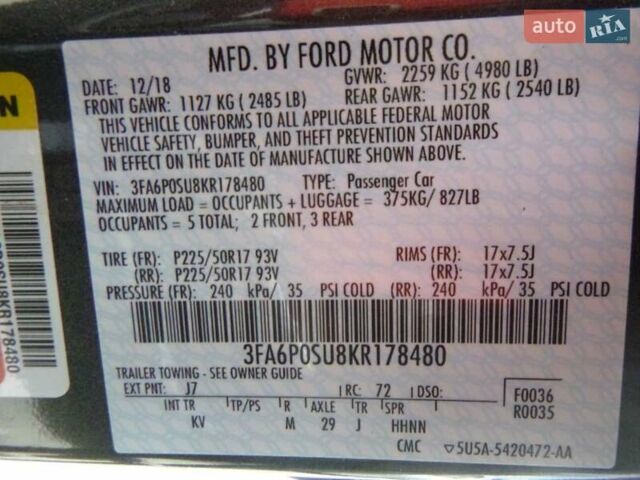 auto RIA.com
MFD. BY FORD MOTOR CO.
DATE: 12/18 GVWR: 2259 KG ( 4980 LB)
FRONT GAWR: 1127 KG ( 2485 LB) REAR GAWR: 1152 KG ( 2540 LB)
THIS VEHICLE CONFORMS TO ALL APPLICABLE FEDERAL MOTOR
VEHICLE SAFETY, BUMPER, AND THEFT PREVENTION STANDARDS
IN EFFECT ON THE DATE OF MANUFACTURE SHOWN ABOVE.
VIN: 3FA6P0SU8KR178480 TYPE: Passenger Car
MAXIMUM LOAD = OCCUPANTS + LUGGAGE = 375KG/ 827LB
OCCUPANTS = 5 TOTAL; 2 FRONT, 3 REAR
TIRE (FR): P225/50R17 93V RIMS (FR): 17x7.5J
(RR): P225/50R17 93V (RR): 17x7.5J
PRESSURE (FR): 240 kPa/ 35 PSI COLD (RR): 240 kPa/ 35 PSI COLD
3FA6P0SU8KR178480
TRAILER TOWING - SEE OWNER GUIDE
EXT PNT: J7 RC: 72 DSO: F0036
INT TR TP/PS R AXLE TR SPR R0035
KV M 29 J HHNN
CMC ▽5U5A-5420472-AA
0SU8KR178480